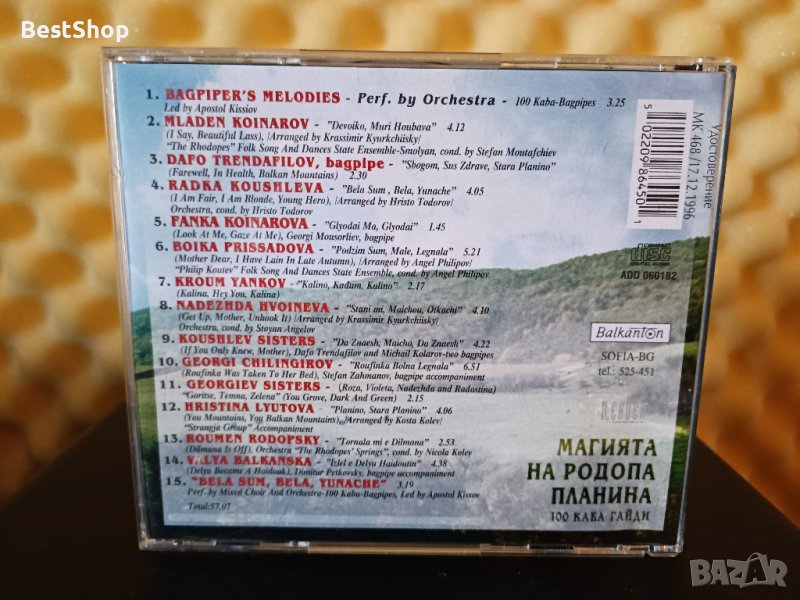 BestShop
1. BAGPIPER'S MELODIES - Perf. by Orchestra - 100 Kaba-Bagpipes 3.25
Led by Apostol Kissiov
2. MLADEN KOINAROV - "Devoiko, Muri Houbava" 4.12
(I Say, Beautiful Lass), |Arranged by Krassimir Kyurkchiisky|
"The Rhodopes" Folk Song And Dances State Ensemble-Smolyan, cond. by Stefan Moutafchiev
3. DAFO TRENDAFILOV, bagpipe - "Sbogom, Sus Zdrave, Stara Planino"
(Farewell, In Health, Balkan Mountains) 2.30
4. RADKA KOUSHLEVA - "Bela Sum, Bela, Yunache" 4.05
(I Am Fair, I Am Blonde, Young Hero), |Arranged by Hristo Todorov|
Orchestra, cond. by Hristo Todorov
5. FANKA KOINAROVA - "Glyodai Ma, Glyodai" 1.45
(Look At Me, Gaze At Me), Georgi Mousorliev, bagpipe
6. BOIKA PRISSADOVA - "Podzim Sum, Male, Legnala" 5.21
(Mother Dear, I Have Lain In Late Autumn), |Arranged by Angel Philipov|
"Philip Koutev" Folk Song And Dances State Ensemble, cond. by Angel Philipov
7. KROUM YANKOV - "Kalino, Kadum, Kalino" 2.17
(Kalina, Hey You, Kalina)
8. NADEZHDA HVOINEVA - "Stani mi, Maichou, Otkachi" 4.10
(Get Up, Mother, Unhook It) |Arranged by Krassimir Kyurkchiisky|
Orchestra, cond. by Stoyan Angelov
9. KOUSHLEV SISTERS - "Da Znaesh, Maicho, Da Znaesh" 4.22
(If You Only Knew, Mother), Dafo Trendafilov and Michail Kolarov-two bagpipes
10. GEORGI CHILINGIROV - "Roufinka Bolna Legnala" 6.51
(Roufinka Was Taken To Her Bed), Stefan Zahmanov, bagpipe accompaniment
11. GEORGIEV SISTERS - (Roza, Violeta, Nadezhda and Radostina)
"Goritse, Temna, Zelena" (You Grove, Dark And Green) 2.15
12. HRISTINA LYUTOVA - "Planino, Stara Planino" 4.06
(You Mountains, You Balkan Mountains), |Arranged by Kosta Kolev|
"Strangja Group" Accompaniment
13. ROUMEN RODOPSKY - "Tornala mi e Dilmana" 2.53
(Dilmana Is Off), Orchestra "The Rhodopes' Springs", cond. by Nicola Kolev
14. VALYA BALKANSKA - "Izlel e Delyu Haidoutin" 4.38
(Delyu Became A Haidouk), Dimitur Petkovsky, bagpipe accompaniment
15. "BELA SUM, BELA, YUNACHE" 3.19
Perf. by Mixed Choir And Orchestra-100 Kaba-Bagpipes, Led by Apostol Kissov
Total:57.07
5 02209 86450 1
Удостоверение
МК 468/17.12.1996
COMPACT
disc
DIGITAL AUDIO
ADD 060182
Balkanton
SOFIA-BG
tel.: 525-451
МАГИЯТА
НА РОДОПА
ПЛАНИНА
100 КАБА ГАЙДИ
BAZAR